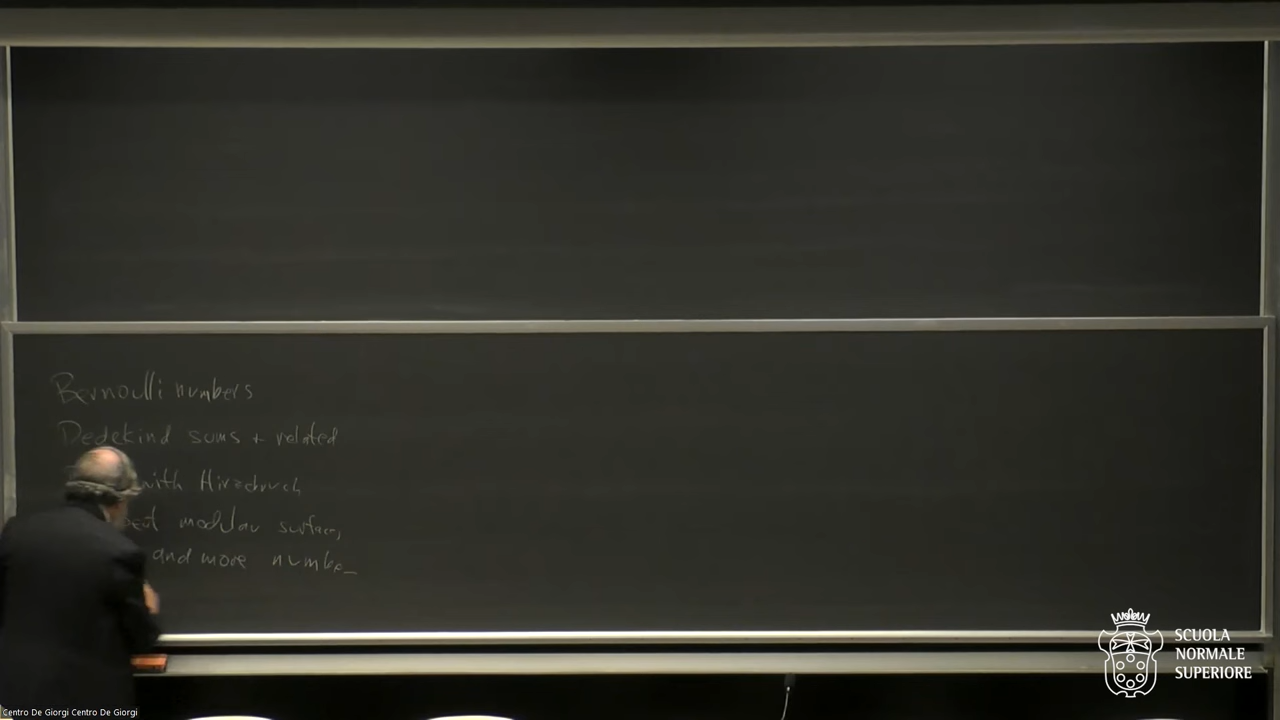 Bernoulli numbers
Dedekind sums + related
with Hirzebruch
modular surfaces
and more
SCUOLA
NORMALE
SUPERIORE
Centro De Giorgi Centro De Giorgi